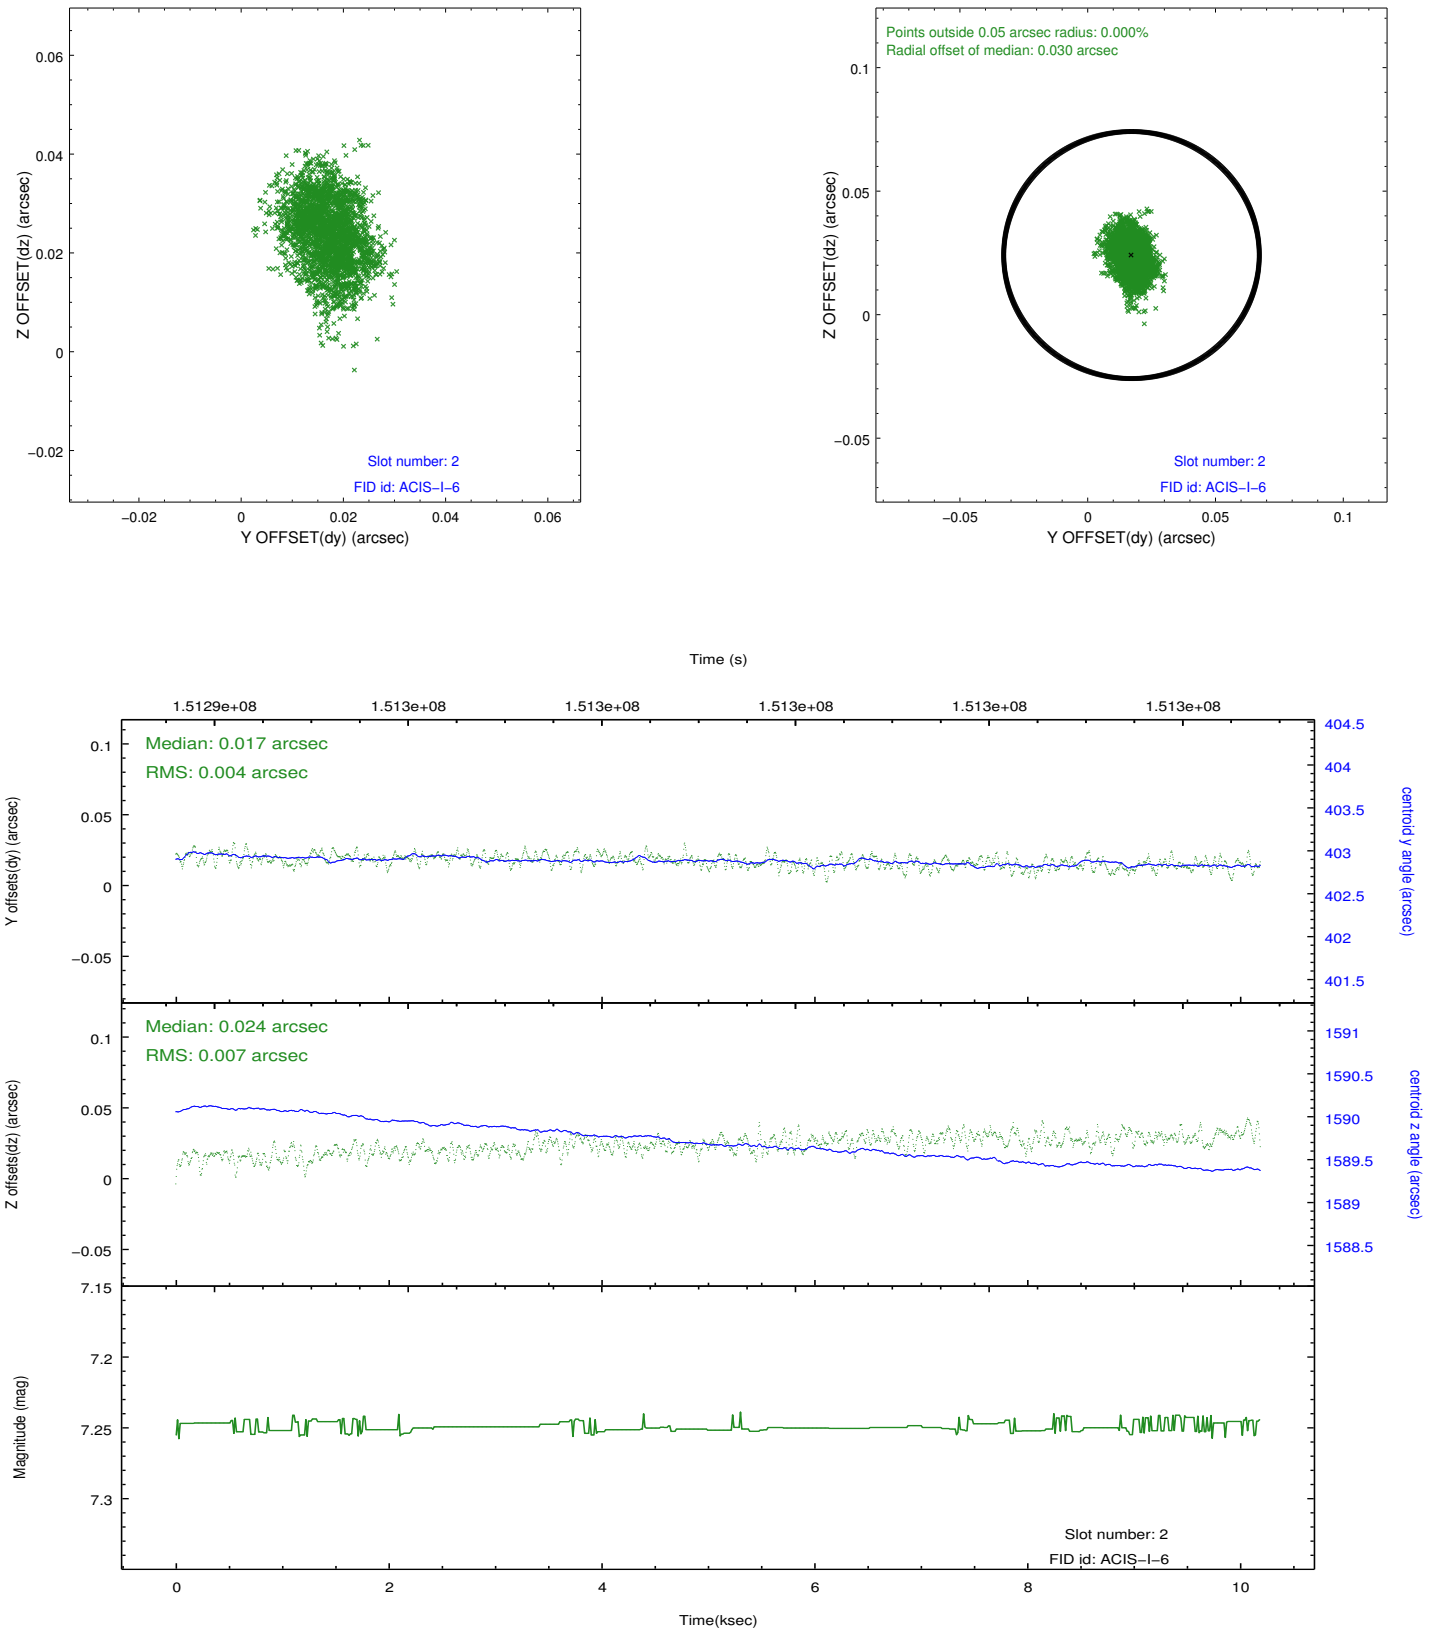 0.06
0.04
0.02
0
−0.02
Z OFFSET(dz) (arcsec)
Slot number: 2
FID id: ACIS−I−6
−0.02 0 0.02 0.04 0.06
Y OFFSET(dy) (arcsec)
Points outside 0.05 arcsec radius: 0.000%
Radial offset of median: 0.030 arcsec
0.1
0.05
0
−0.05
Z OFFSET(dz) (arcsec)
Slot number: 2
FID id: ACIS−I−6
−0.05 0 0.05 0.1
Y OFFSET(dy) (arcsec)
Time (s)
1.5129e+08 1.513e+08 1.513e+08 1.513e+08 1.513e+08 1.513e+08
Median: 0.017 arcsec
RMS: 0.004 arcsec
0.1
0.05
0
−0.05
Y offsets(dy) (arcsec)
404.5
404
403.5
403
402.5
402
401.5
centroid y angle (arcsec)
Median: 0.024 arcsec
RMS: 0.007 arcsec
0.1
0.05
0
−0.05
Z offsets(dz) (arcsec)
1591
1590.5
1590
1589.5
1589
1588.5
centroid z angle (arcsec)
7.15
7.2
7.25
7.3
Magnitude (mag)
Slot number: 2
FID id: ACIS−I−6
0 2 4 6 8 10
Time(ksec)